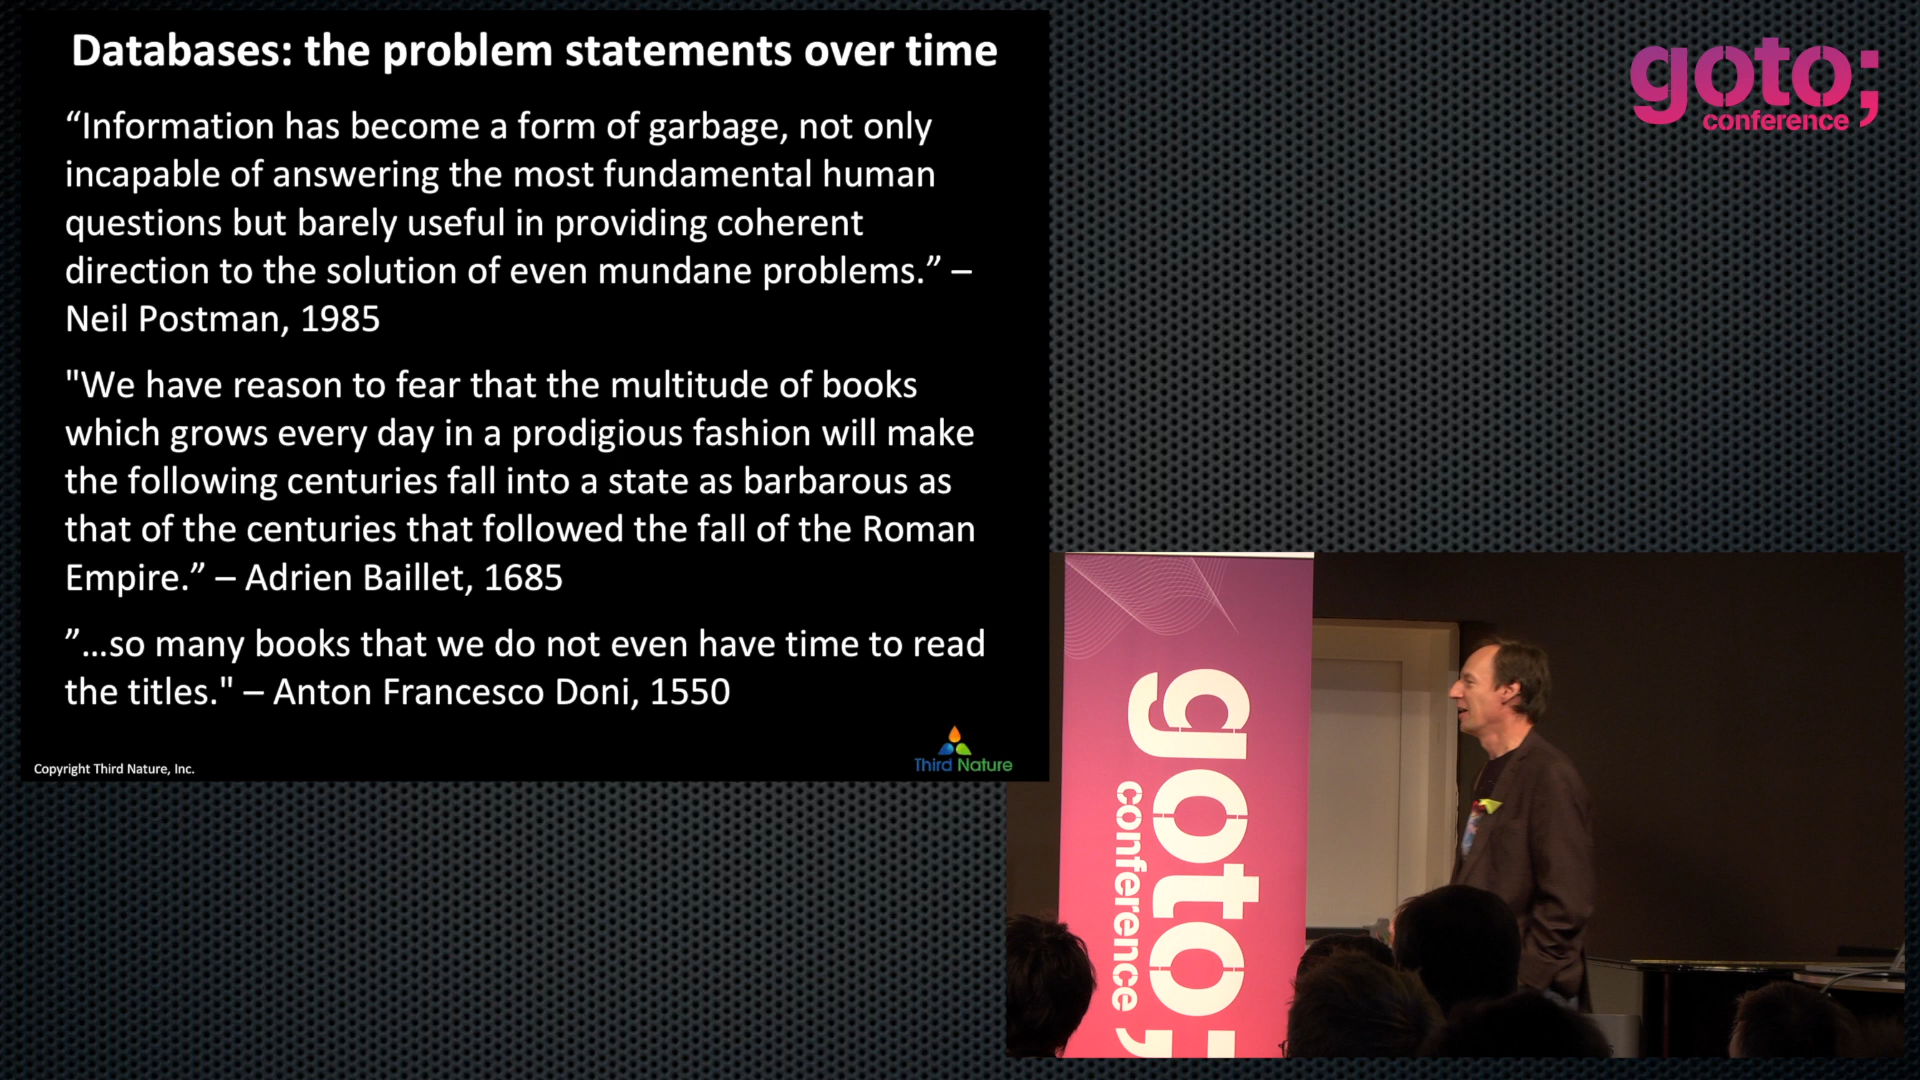 Databases: the problem statements over time
“Information has become a form of garbage, not only
incapable of answering the most fundamental human
questions but barely useful in providing coherent
direction to the solution of even mundane problems.” –
Neil Postman, 1985
"We have reason to fear that the multitude of books
which grows every day in a prodigious fashion will make
the following centuries fall into a state as barbarous as
that of the centuries that followed the fall of the Roman
Empire.” – Adrien Baillet, 1685
”…so many books that we do not even have time to read
the titles." – Anton Francesco Doni, 1550
Copyright Third Nature, Inc.
Third Nature
goto;
conference
goto;
conference